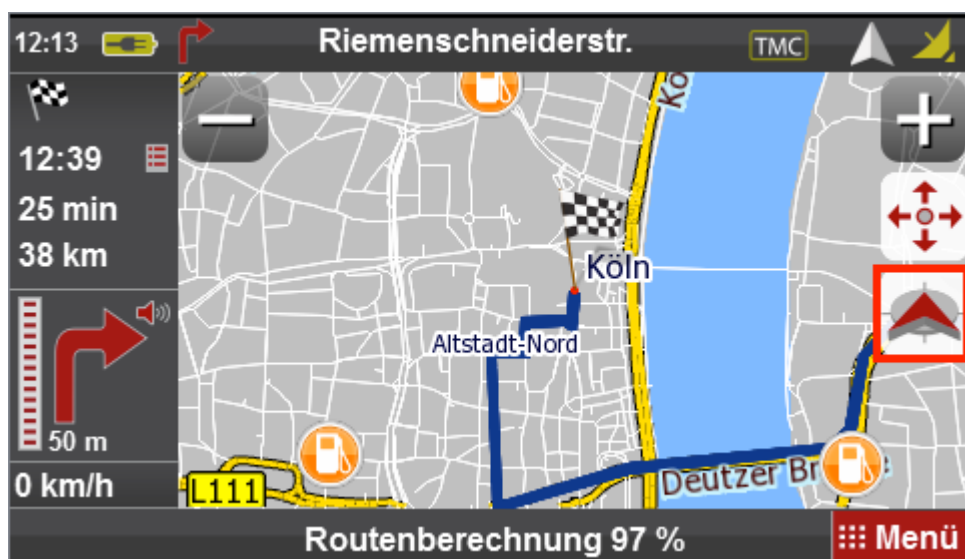 12:13
Riemenschneiderstr.
TMC
12:39
25 min
38 km
Köln
Altstadt-Nord
50 m
0 km/h
L111
Deutzer
Routenberechnung 97 %
Menü